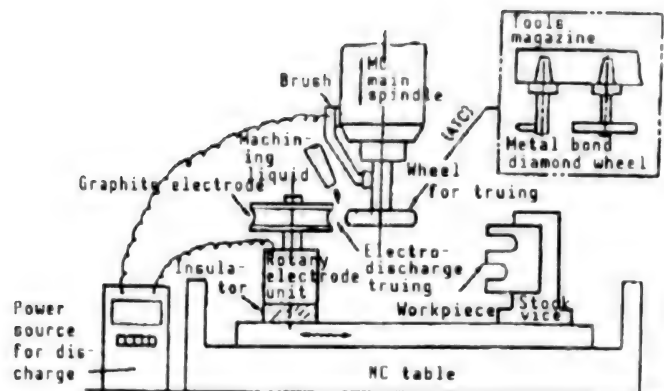 Tools
magazine
MC
main
spindle
Brush
(ATC)
Metal bond
diamond wheel
Machin-
ing
liquid
Graphite electrode
Wheel
for truing
Electro-
discharge
truing
Insula-
tor
Rotary
electrode
unit
Workpiece
Stock
vice
Power
source
for dis-
charge
NC table